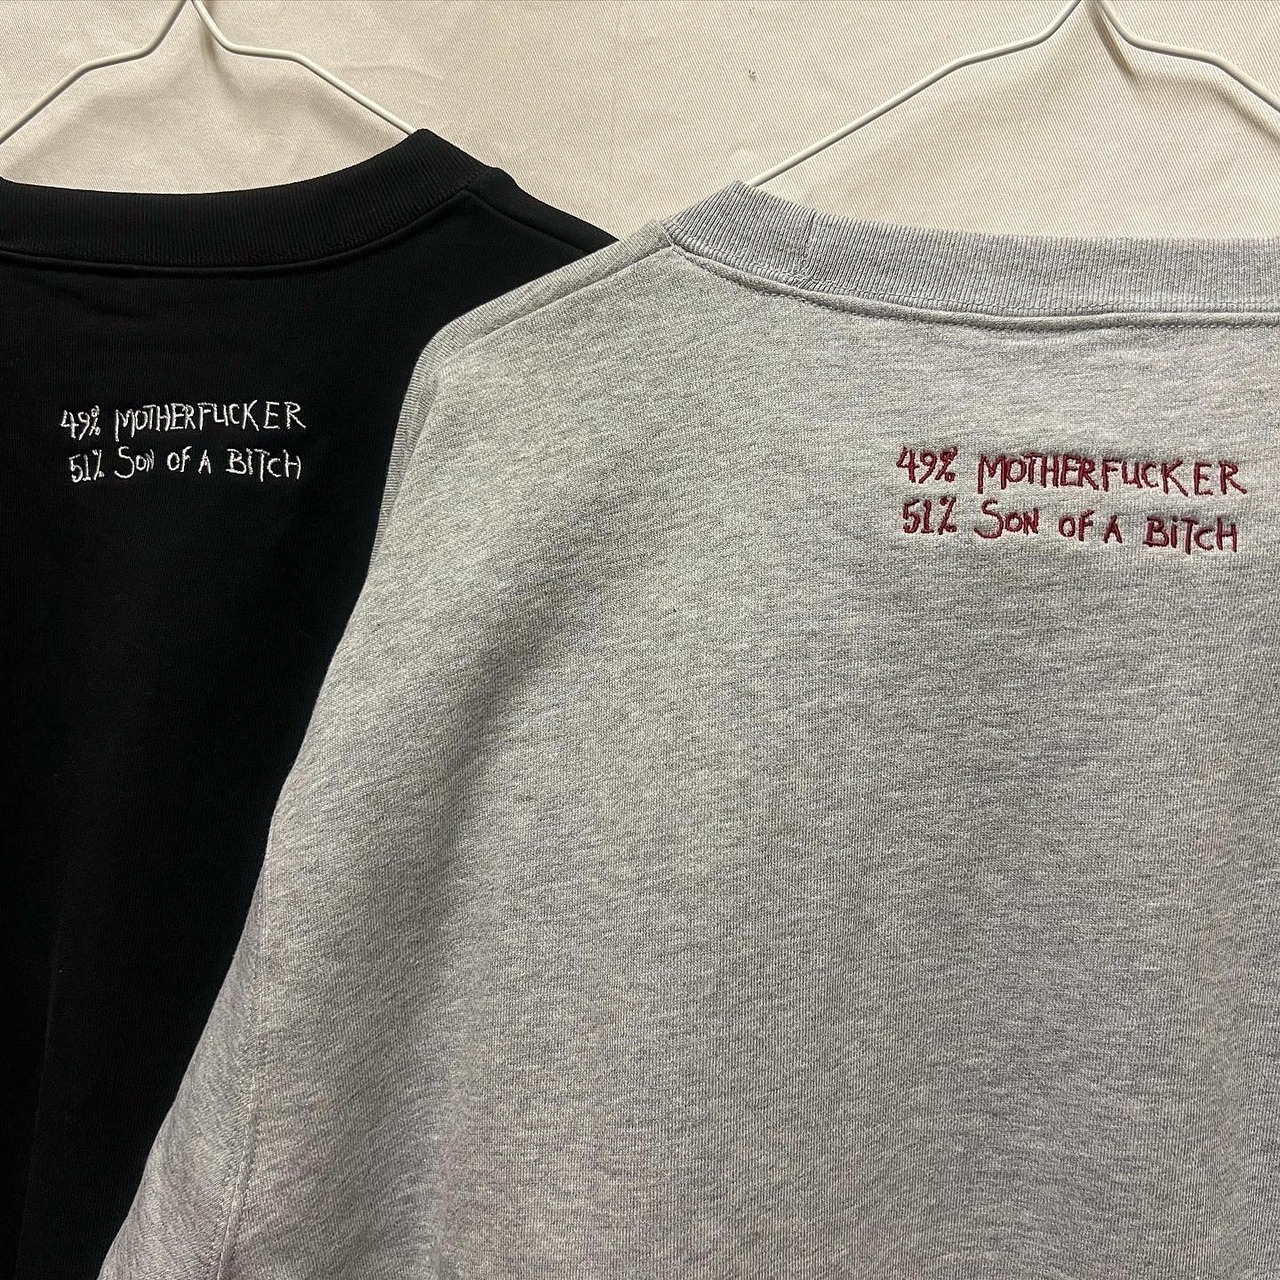 49% MOTHERFUCKER
51% SON OF A BITCH
49% MOTHERFUCKER
51% SON OF A BITCH